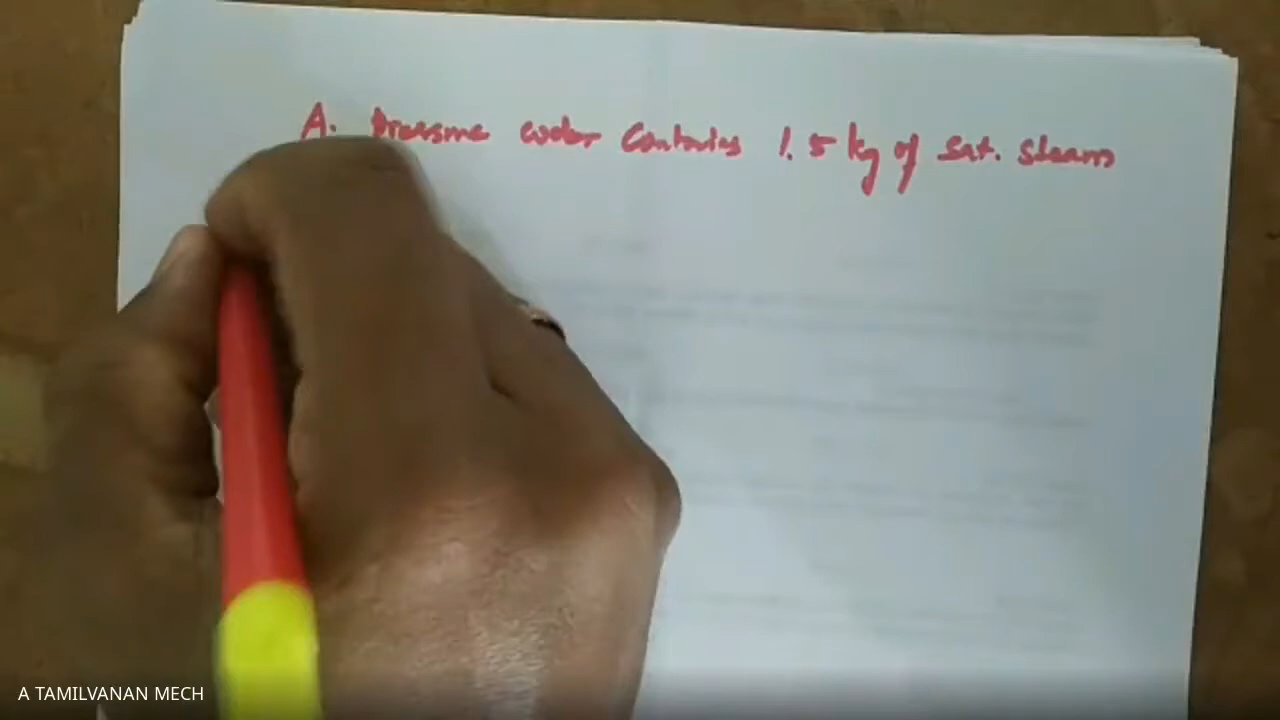 A. Pressure cooker Contains 1.5 kg of Sat. Steam
A TAMILVANAN MECH